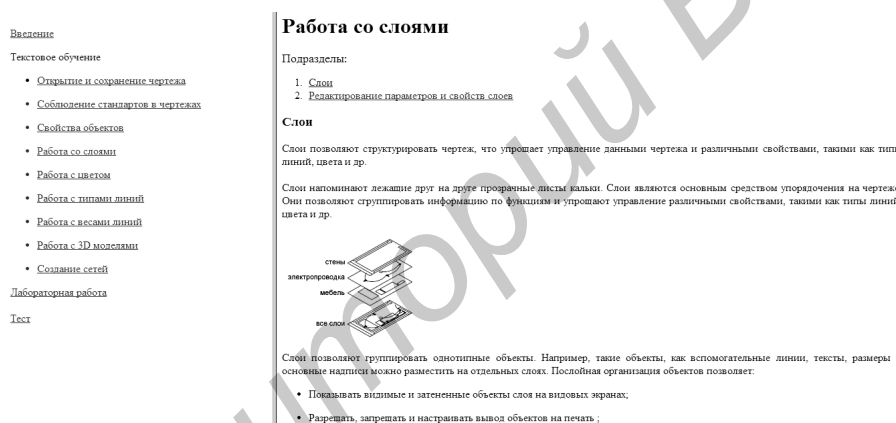 Введение
Текстовое обучение
• Открытие и сохранение чертежа
• Соблюдение стандартов в чертежах
• Свойства объектов
• Работа со слоями
• Работа с цветом
• Работа с типами линий
• Работа с весами линий
• Работа с 3D моделями
• Создание сетей
Лабораторная работа
Тест
Работа со слоями
Подразделы:
1. Слои
2. Редактирование параметров и свойств слоев
Слои
Слои позволяют структурировать чертеж, что упрощает управление данными чертежа и различными свойствами, такими как типы
линий, цвета и др.
Слои напоминают лежащие друг на друге прозрачные листы кальки. Слои являются основным средством упорядочения на чертеже
Они позволяют сгруппировать информацию по функциям и упрощают управление различными свойствами, такими как типы линий
цвета и др.
стены
электропроводка
мебель
все слои
Слои позволяют группировать однотипные объекты. Например, такие объекты, как вспомогательные линии, тексты, размеры
основные надписи можно разместить на отдельных слоях. Послойная организация объектов позволяет:
• Показывать видимые и затененные объекты слоя на видовых экранах;
• Разрешать, запрещать и настраивать вывод объектов на печать ;